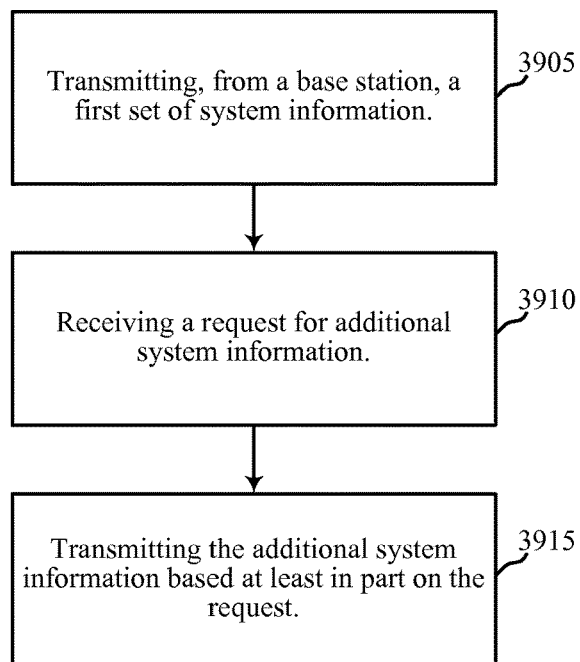 Transmitting, from a base station, a
first set of system information.
3905
Receiving a request for additional
system information.
3910
Transmitting the additional system
information based at least in part on the
request.
3915